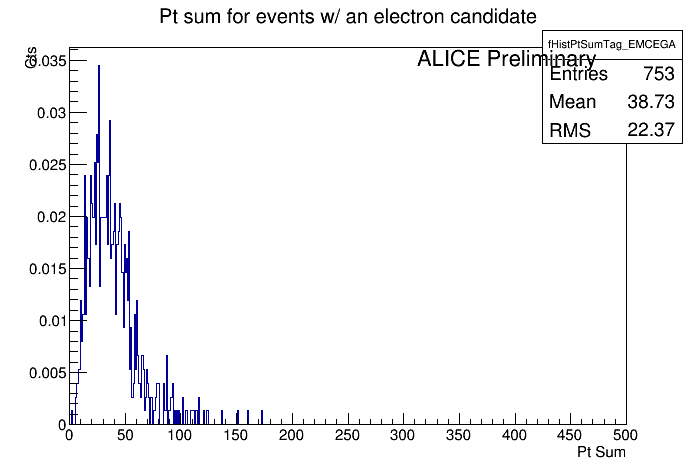 Pt sum for events w/ an electron candidate
Cts
ALICE Preliminary
fHistPtSumTag_EMCEGA
Entries 753
Mean 38.73
RMS 22.37
0.035
0.03
0.025
0.02
0.015
0.01
0.005
0
0 50 100 150 200 250 300 350 400 450 500
Pt Sum